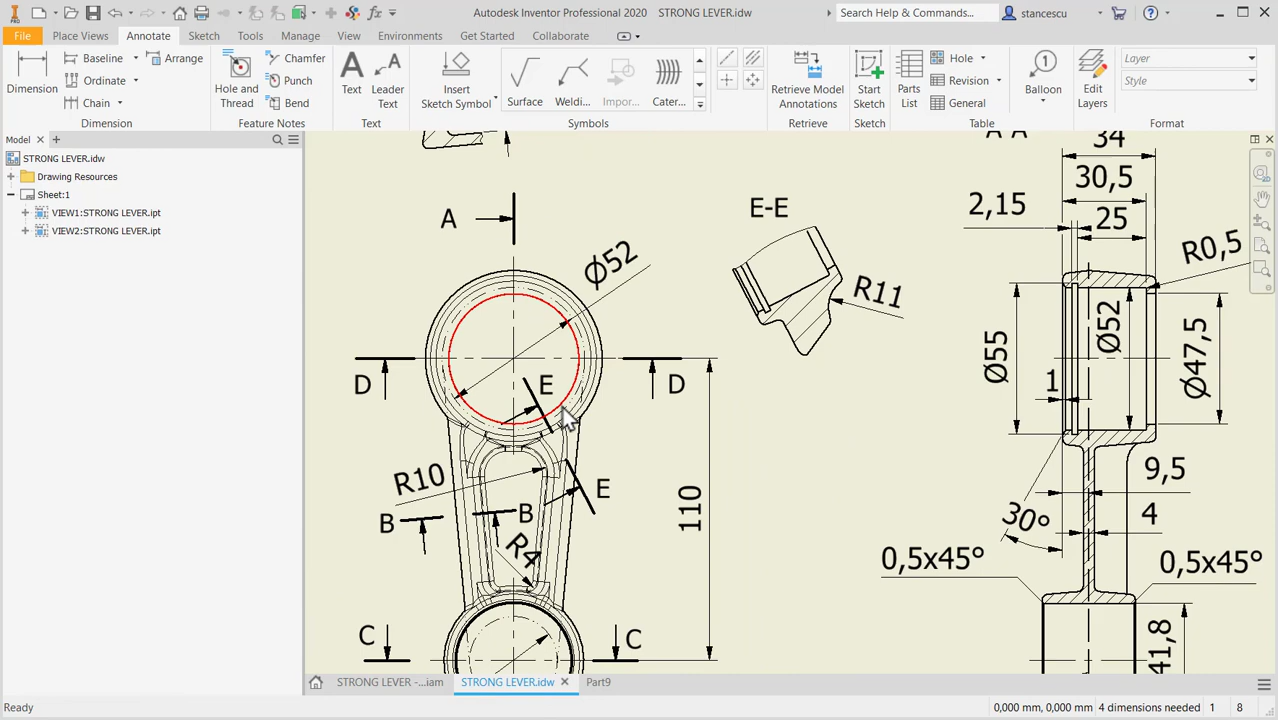 PRO
Autodesk Inventor Professional 2020 STRONG LEVER.idw
Search Help & Commands...
stancescu
File Place Views Annotate Sketch Tools Manage View Environments Get Started Collaborate
Dimension
Baseline
Ordinate
Chain
Arrange
Hole and Thread
Chamfer
Punch
Bend
Text
Leader Text
Insert Sketch Symbol
Surface
Weldi...
Impor...
Cater...
Retrieve Model Annotations
Start Sketch
Parts List
Hole
Revision
General
Balloon
Edit Layers
Layer
Style
Dimension
Feature Notes
Text
Symbols
Retrieve
Sketch
Table
Format
Model
STRONG LEVER.idw
Drawing Resources
Sheet:1
VIEW1:STRONG LEVER.ipt
VIEW2:STRONG LEVER.ipt
A
Ø52
D
D
E
E
R10
B
B
R4
C
C
110
E-E
R11
A-A
34
30,5
2,15
25
R0,5
Ø55
1
Ø52
Ø47,5
9,5
30°
4
0,5x45°
0,5x45°
41,8
STRONG LEVER -...iam
STRONG LEVER.idw
Part9
Ready
0,000 mm, 0,000 mm
4 dimensions needed
1
8